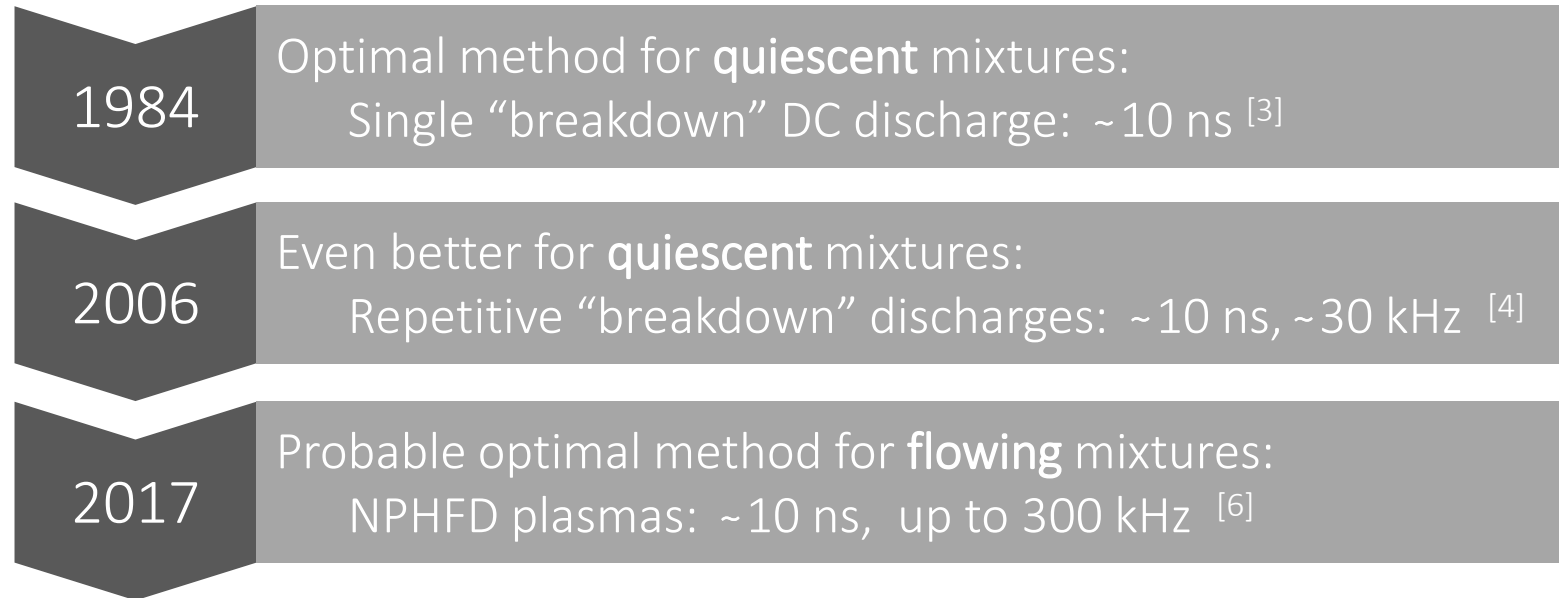 1984
Optimal method for quiescent mixtures:
Single “breakdown” DC discharge: ~10 ns [3]
2006
Even better for quiescent mixtures:
Repetitive “breakdown” discharges: ~10 ns, ~30 kHz [4]
2017
Probable optimal method for flowing mixtures:
NPHFD plasmas: ~10 ns, up to 300 kHz [6]